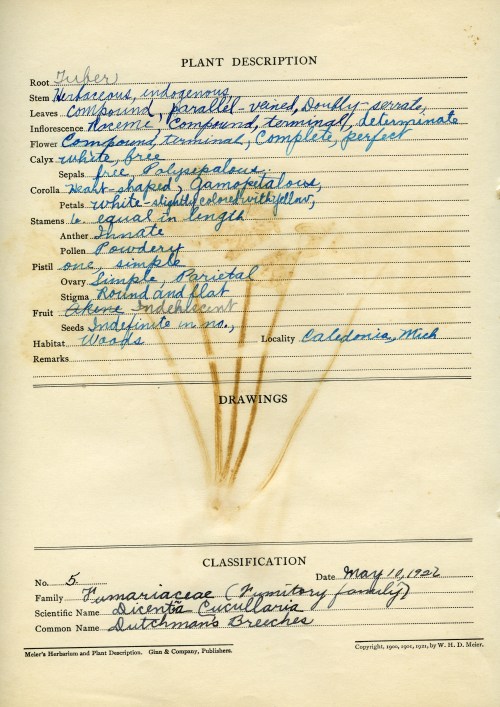 PLANT DESCRIPTION
Root Tuber
Stem Herbaceous, endogenous,
Leaves Compound, parallel-veined, Doubly-serrate,
Inflorescence Raceme, Compound, terminal, determinate
Flower Compound, terminal, Complete, perfect
Calyx white, free
Sepals free, Polysepalous,
Corolla heart-shaped, Gamopetalous,
Petals white-slightly colored with yellow,
Stamens 6 equal in length
Anther Innate
Pollen Powdery
Pistil one, simple
Ovary Simple, Parietal
Stigma Round and flat
Fruit Akene Indehiscent
Seeds Indefinite in no.,
Habitat Woods Locality Caledonia, Mich
Remarks
DRAWINGS
CLASSIFICATION
No. 5. Date May 10, 1922
Family Fumariaceae (Fumitory family)
Scientific Name Dicentra Cucullaria
Common Name Dutchman's Breeches
Meier's Herbarium and Plant Description. Ginn & Company, Publishers.
Copyright, 1900, 1901, 1921, by W. H. D. Meier.